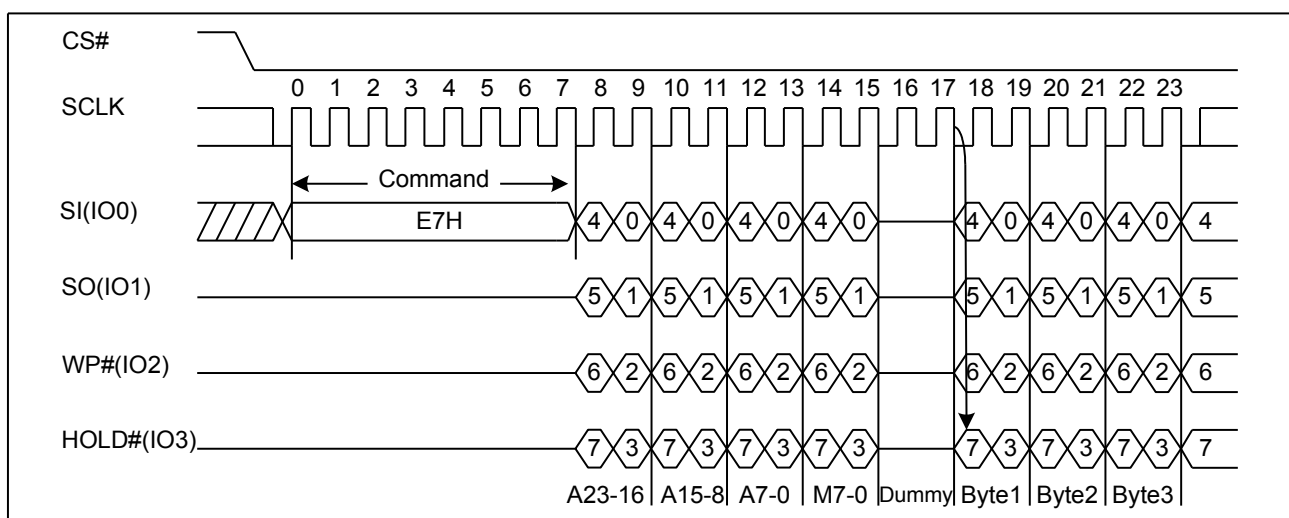 CS#
0 1 2 3 4 5 6 7 8 9 10 11 12 13 14 15 16 17 18 19 20 21 22 23
SCLK
Command
SI(IO0)
E7H 4 0 4 0 4 0 4 0 4 0 4 0 4 0 4
SO(IO1)
5 1 5 1 5 1 5 1 5 1 5 1 5 1 5
WP#(IO2)
6 2 6 2 6 2 6 2 6 2 6 2 6 2 6
HOLD#(IO3)
7 3 7 3 7 3 7 3 7 3 7 3 7 3 7
A23-16 A15-8 A7-0 M7-0 Dummy Byte1 Byte2 Byte3